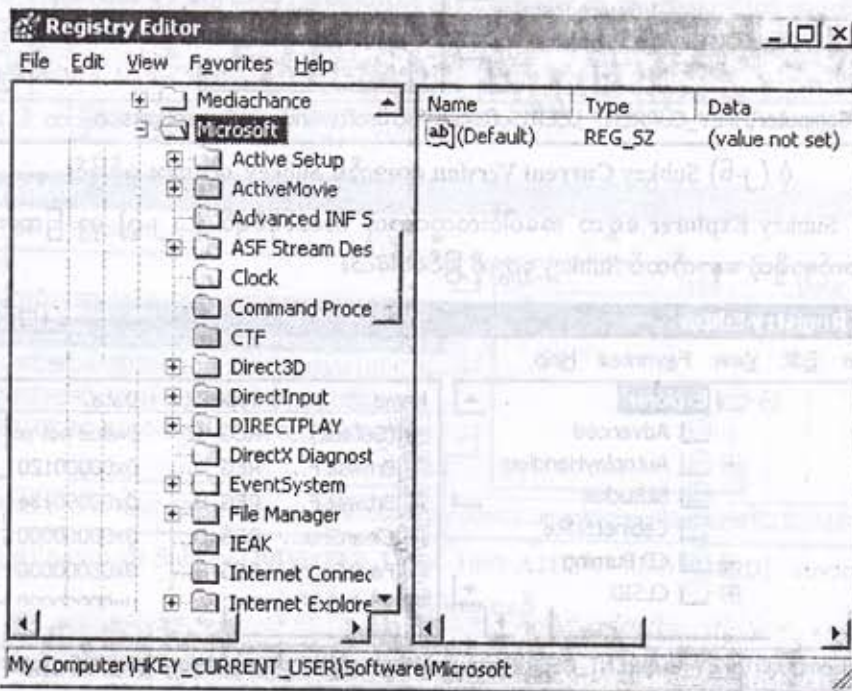 Registry Editor
File Edit View Favorites Help
Mediachance
Microsoft
Active Setup
ActiveMovie
Advanced INF S
ASF Stream Des
Clock
Command Proce
CTF
Direct3D
DirectInput
DIRECTPLAY
DirectX Diagnost
EventSystem
File Manager
IEAK
Internet Connec
Internet Explore
Name Type Data
ab (Default) REG_SZ (value not set)
My Computer\HKEY_CURRENT_USER\Software\Microsoft